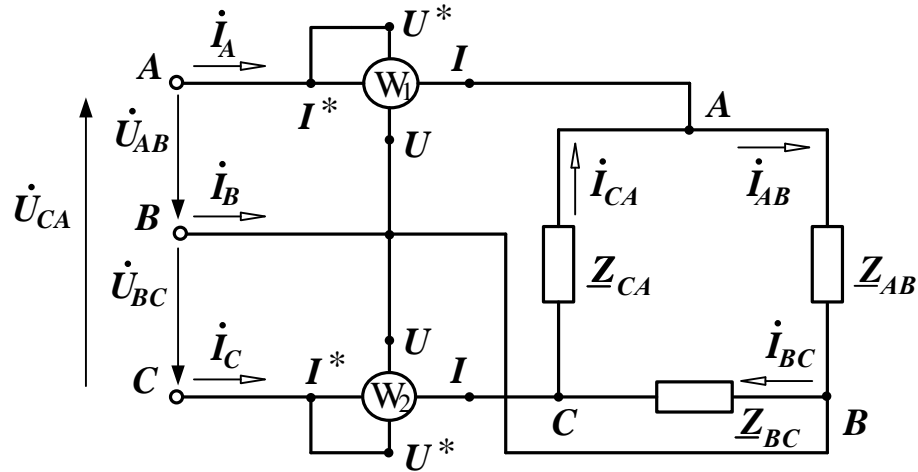 U*
İ_A
I
A
W₁
I*
A
U̇_AB
U
İ_B
İ_CA
İ_AB
U̇_CA
B
Z_CA
Z_AB
U̇_BC
İ_C
U
İ_BC
I*
I
C
W₂
C
Z_BC
B
U*